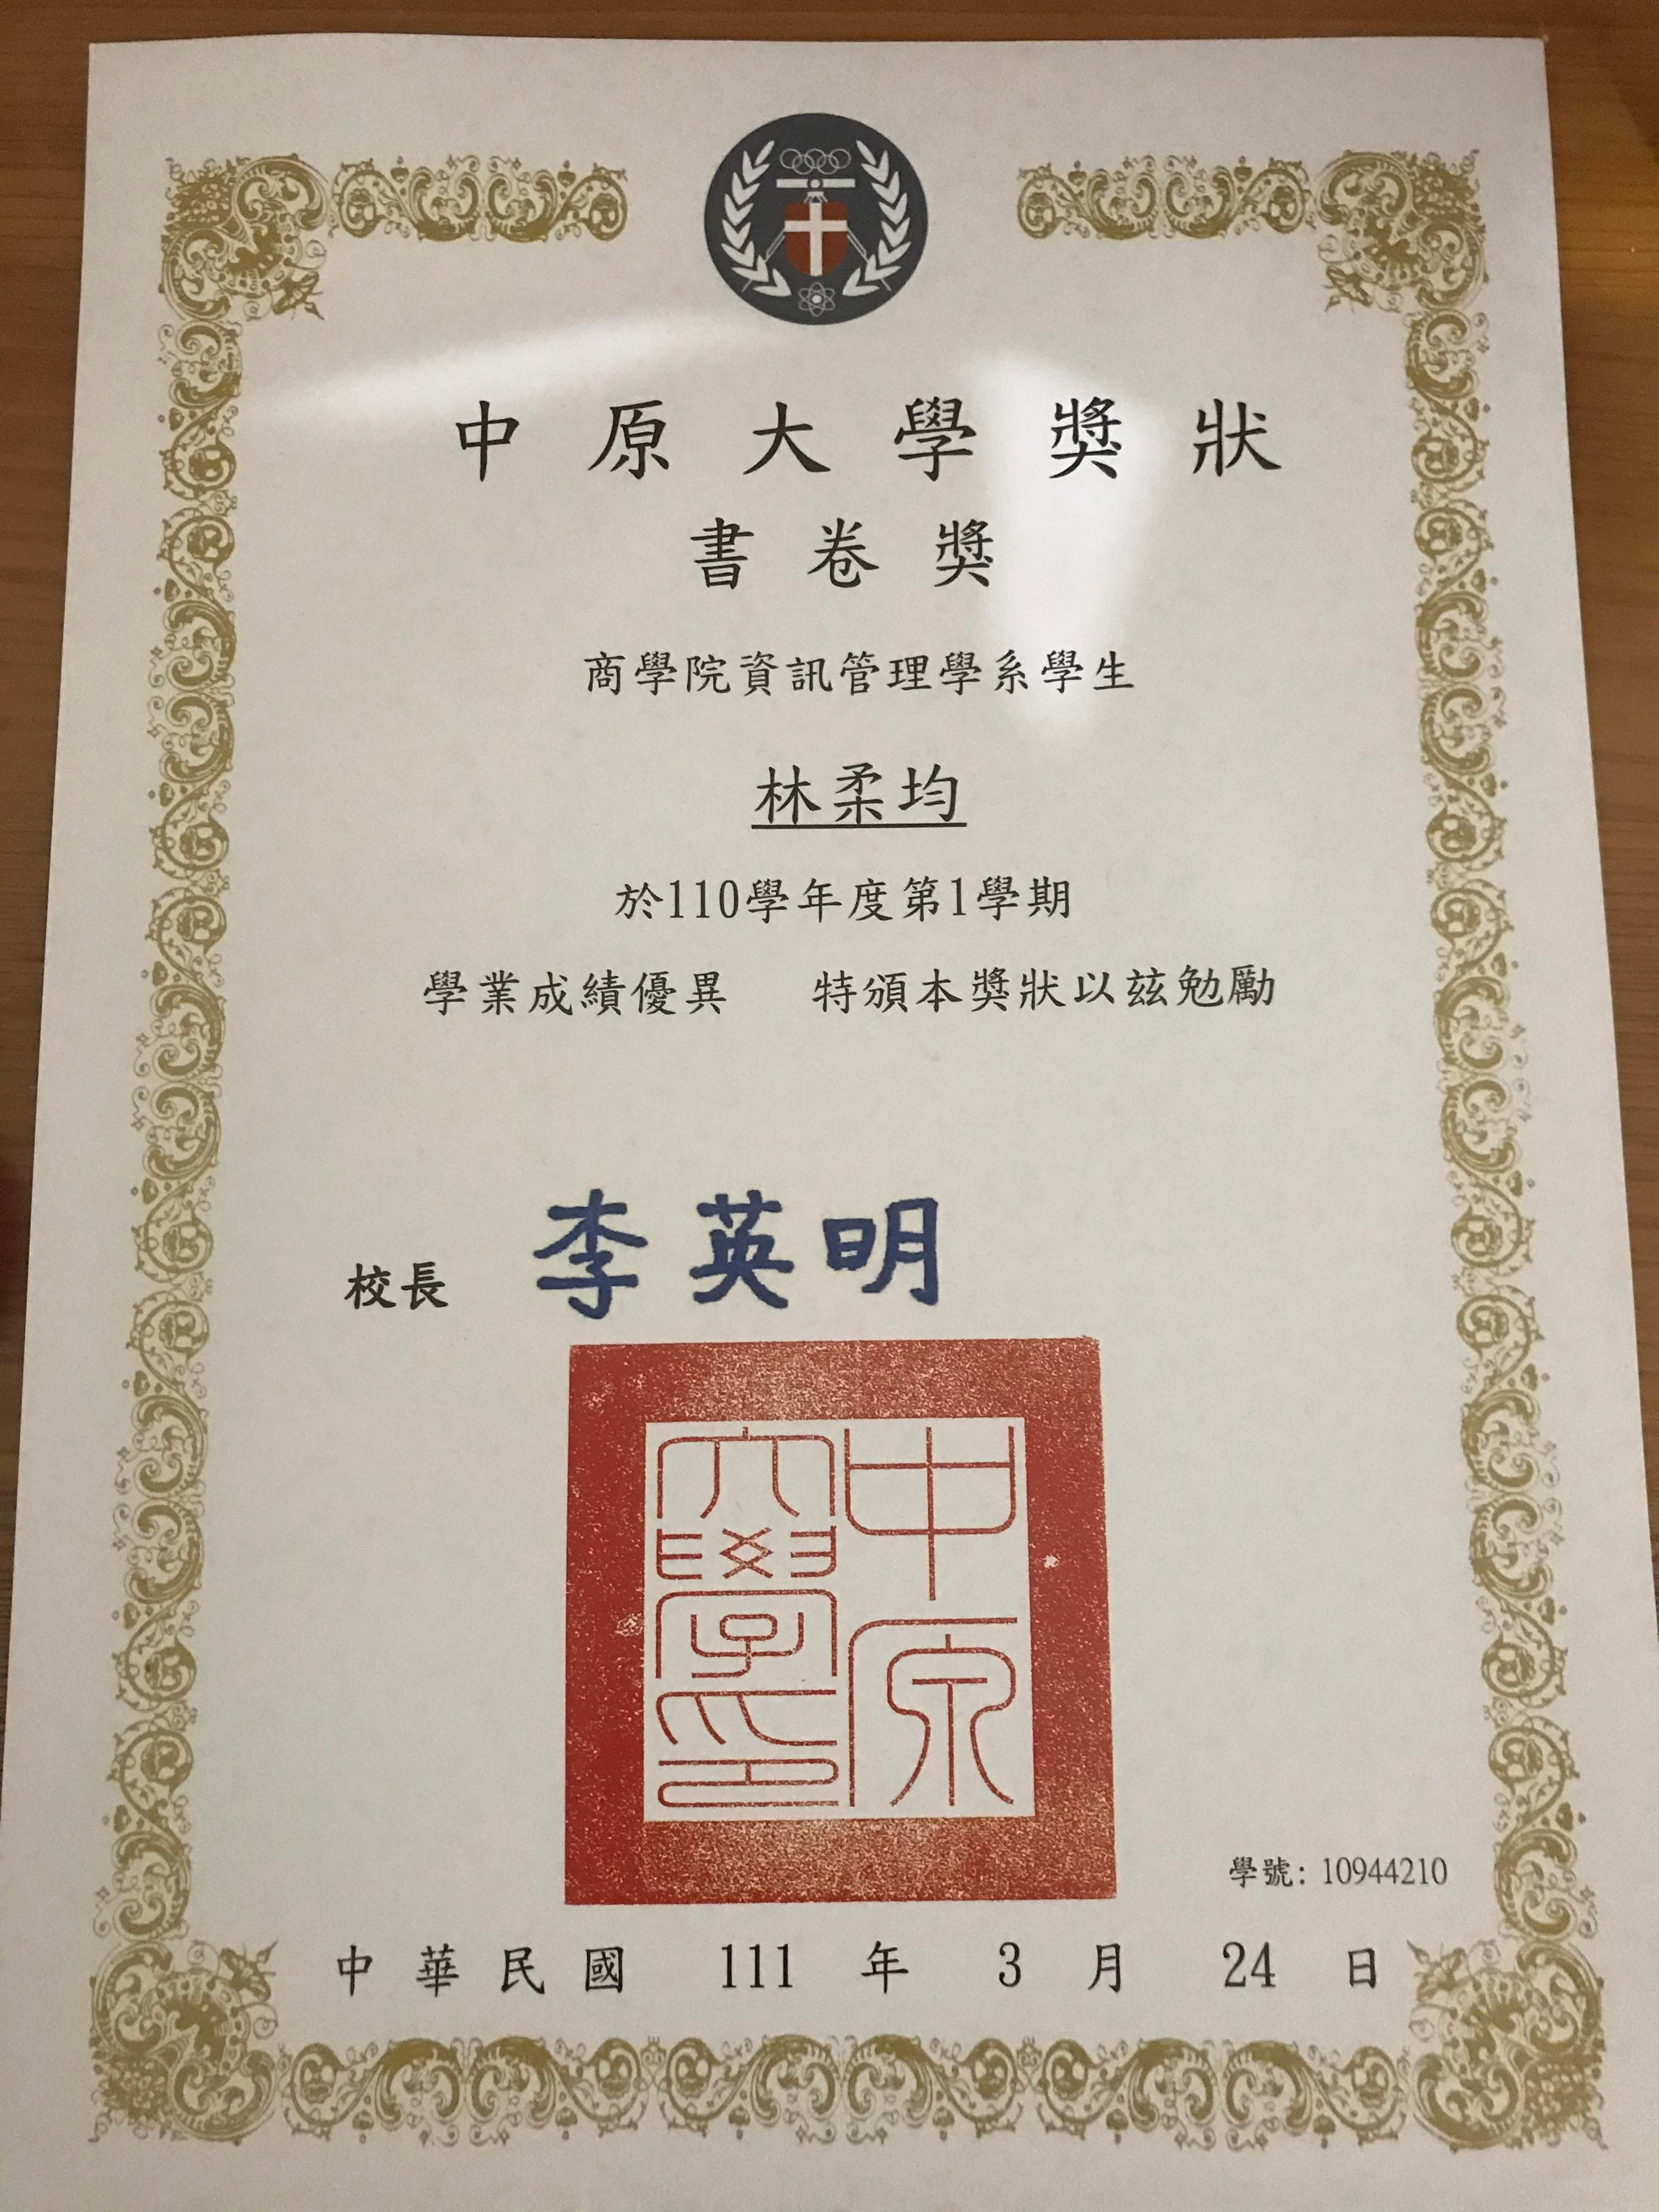 中原大學獎狀
書卷獎
商學院資訊管理學系學生
林柔均
於110學年度第1學期
學業成績優異 特頒本獎狀以茲勉勵
校長 李英明
中原大學印
學號: 10944210
中華民國 111 年 3 月 24 日